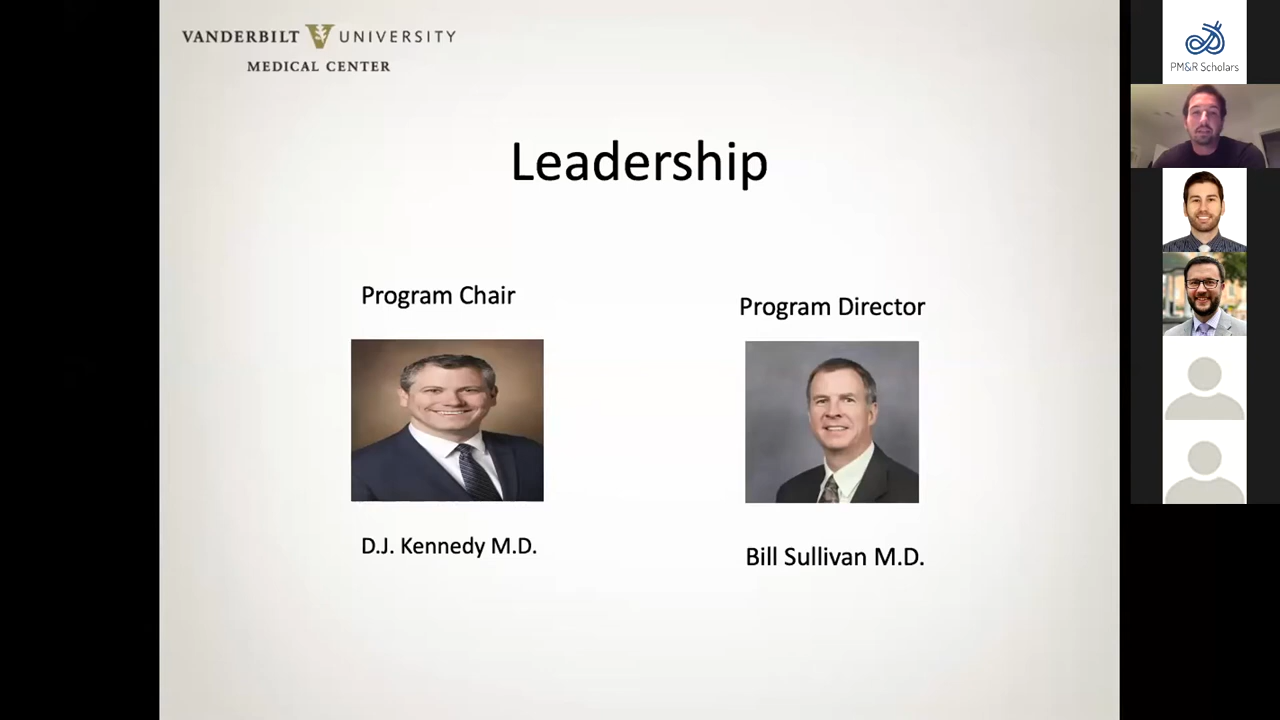 VANDERBILT UNIVERSITY
MEDICAL CENTER
Leadership
Program Chair
Program Director
D.J. Kennedy M.D.
Bill Sullivan M.D.
PM&R Scholars